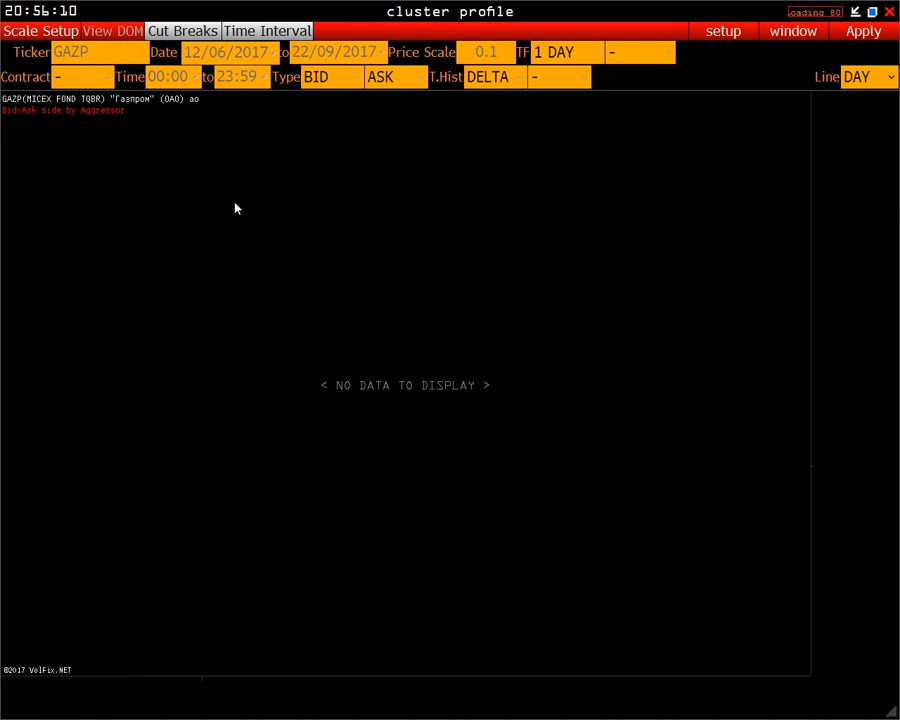 20:56:10 cluster profile oading 80
Scale Setup View DOM Cut Breaks Time Interval setup window Apply
Ticker GAZP Date 12/06/2017 to 22/09/2017 Price Scale 0.1 TF 1 DAY -
Contract - Time 00:00 to 23:59 Type BID ASK T.Hist DELTA - Line DAY
GAZP(MICEX FOND TQBR) "Газпром" (ОАО) ао
Bid-Ask side by Aggressor
< NO DATA TO DISPLAY >
©2017 VolFix.NET